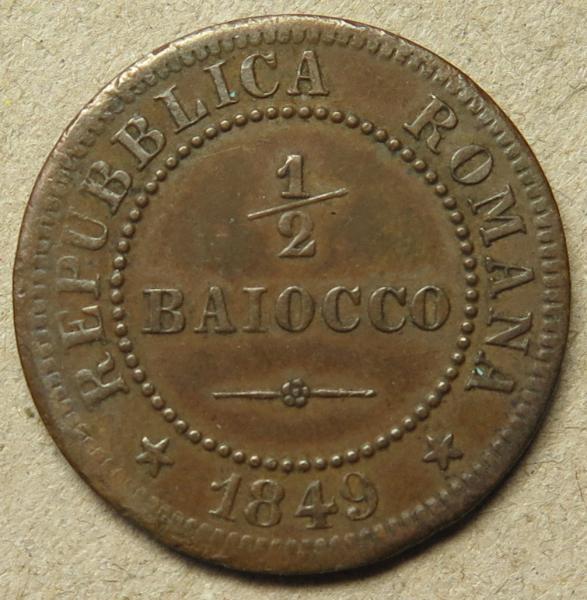 REPUBBLICA ROMANA
1/2
BAIOCCO
1849